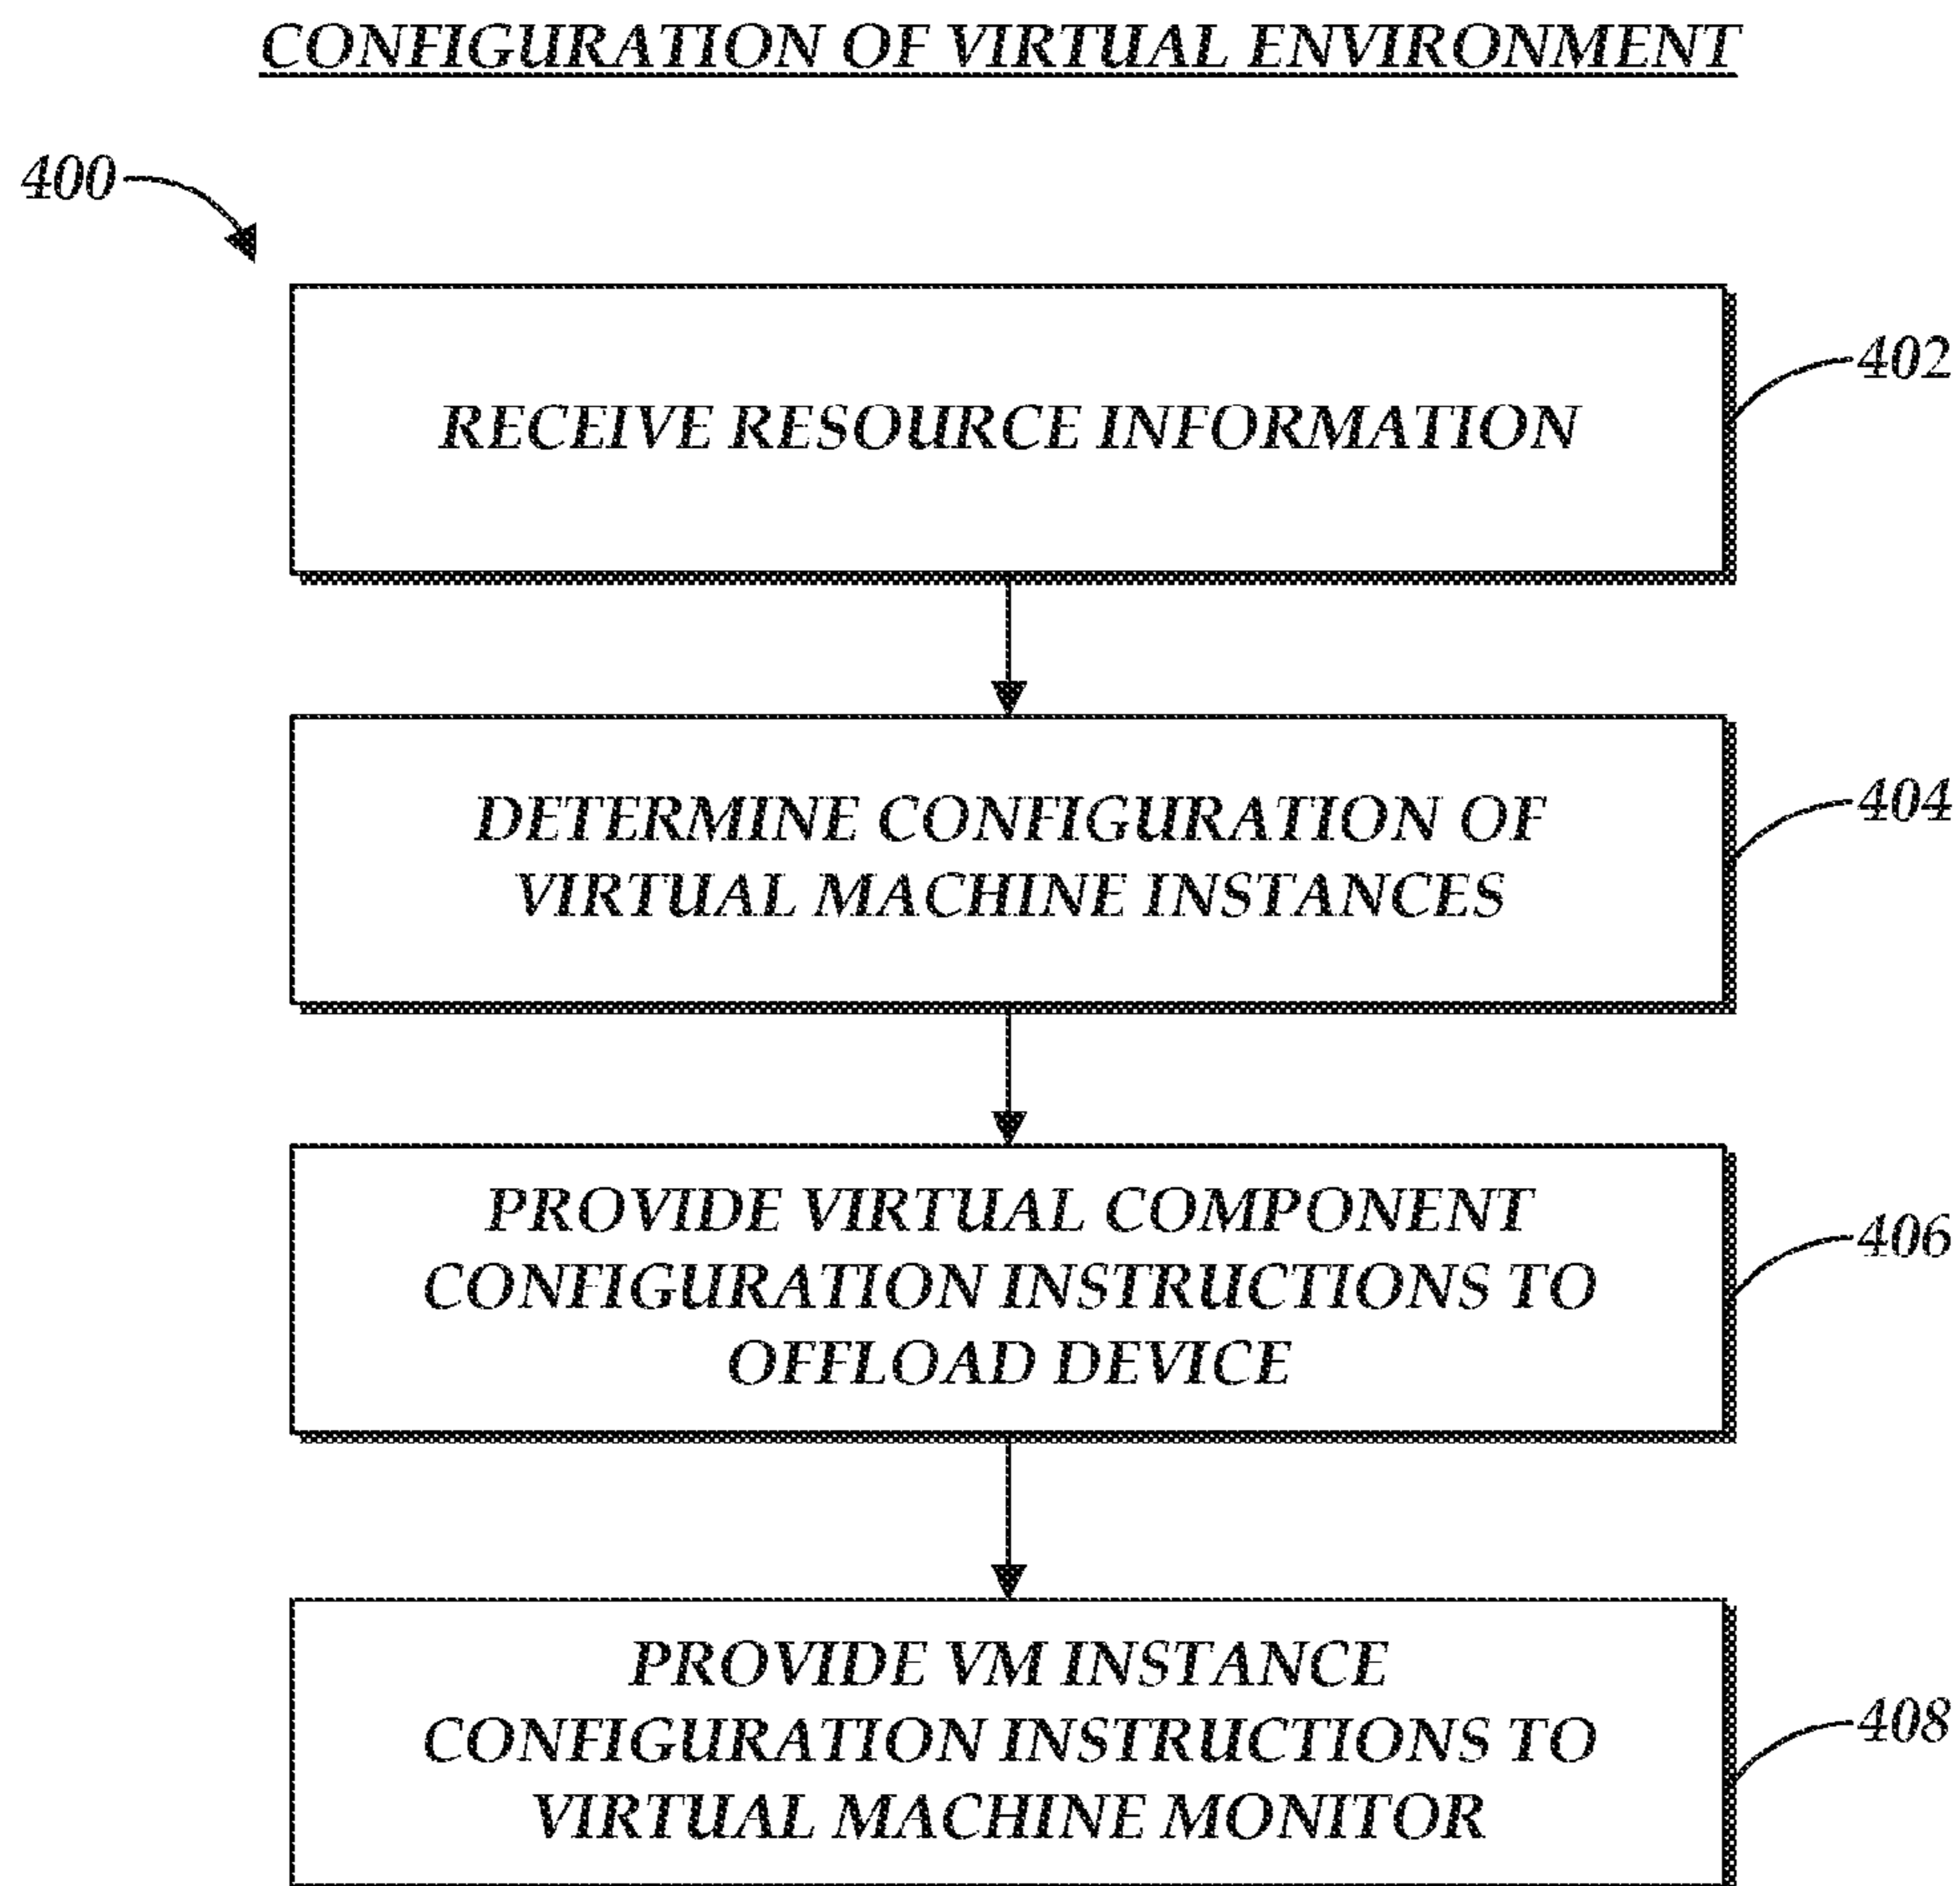 CONFIGURATION OF VIRTUAL ENVIRONMENT
400
RECEIVE RESOURCE INFORMATION
402
DETERMINE CONFIGURATION OF
VIRTUAL MACHINE INSTANCES
404
PROVIDE VIRTUAL COMPONENT
CONFIGURATION INSTRUCTIONS TO
OFFLOAD DEVICE
406
PROVIDE VM INSTANCE
CONFIGURATION INSTRUCTIONS TO
VIRTUAL MACHINE MONITOR
408